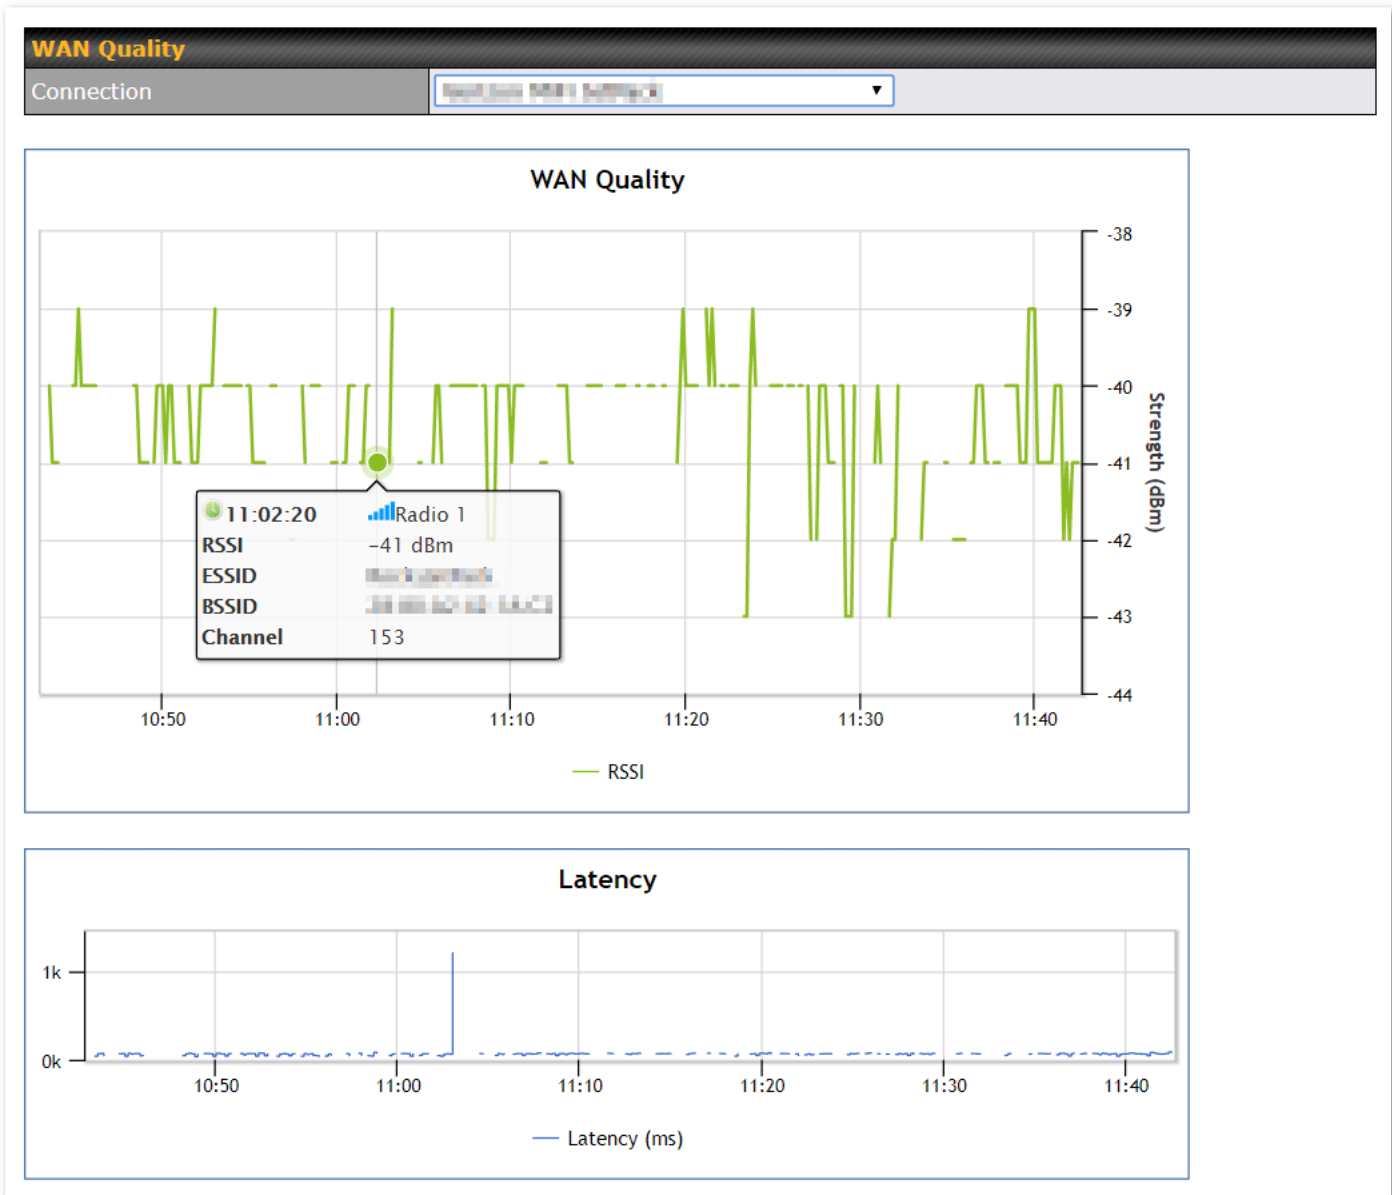 WAN Quality
Connection
WAN Quality
-38
-39
-40
-41
-42
-43
-44
Strength (dBm)
11:02:20 Radio 1
RSSI -41 dBm
ESSID
BSSID
Channel 153
10:50 11:00 11:10 11:20 11:30 11:40
RSSI
Latency
1k
0k
10:50 11:00 11:10 11:20 11:30 11:40
Latency (ms)